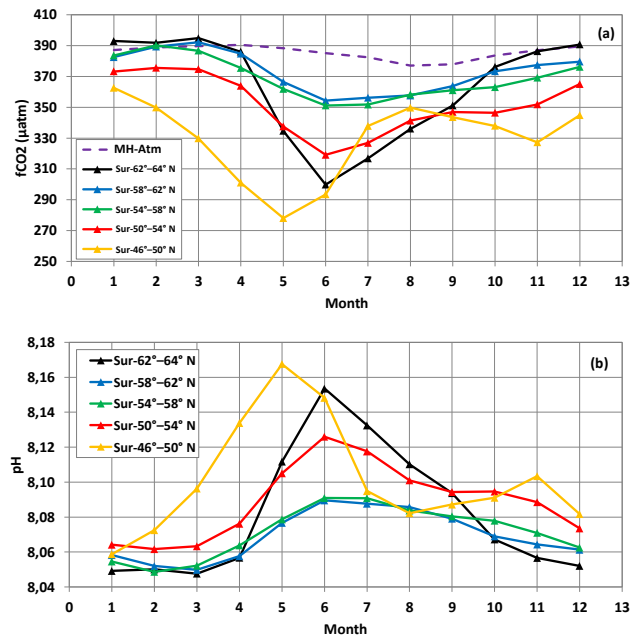 (a)
410
390
370
350
330
310
290
270
250
fCO2 (µatm)
MH-Atm
Sur-62°–64° N
Sur-58°–62° N
Sur-54°–58° N
Sur-50°–54° N
Sur-46°–50° N
0 1 2 3 4 5 6 7 8 9 10 11 12 13
Month
(b)
8,18
8,16
8,14
8,12
8,10
8,08
8,06
8,04
pH
Sur-62°–64° N
Sur-58°–62° N
Sur-54°–58° N
Sur-50°–54° N
Sur-46°–50° N
0 1 2 3 4 5 6 7 8 9 10 11 12 13
Month